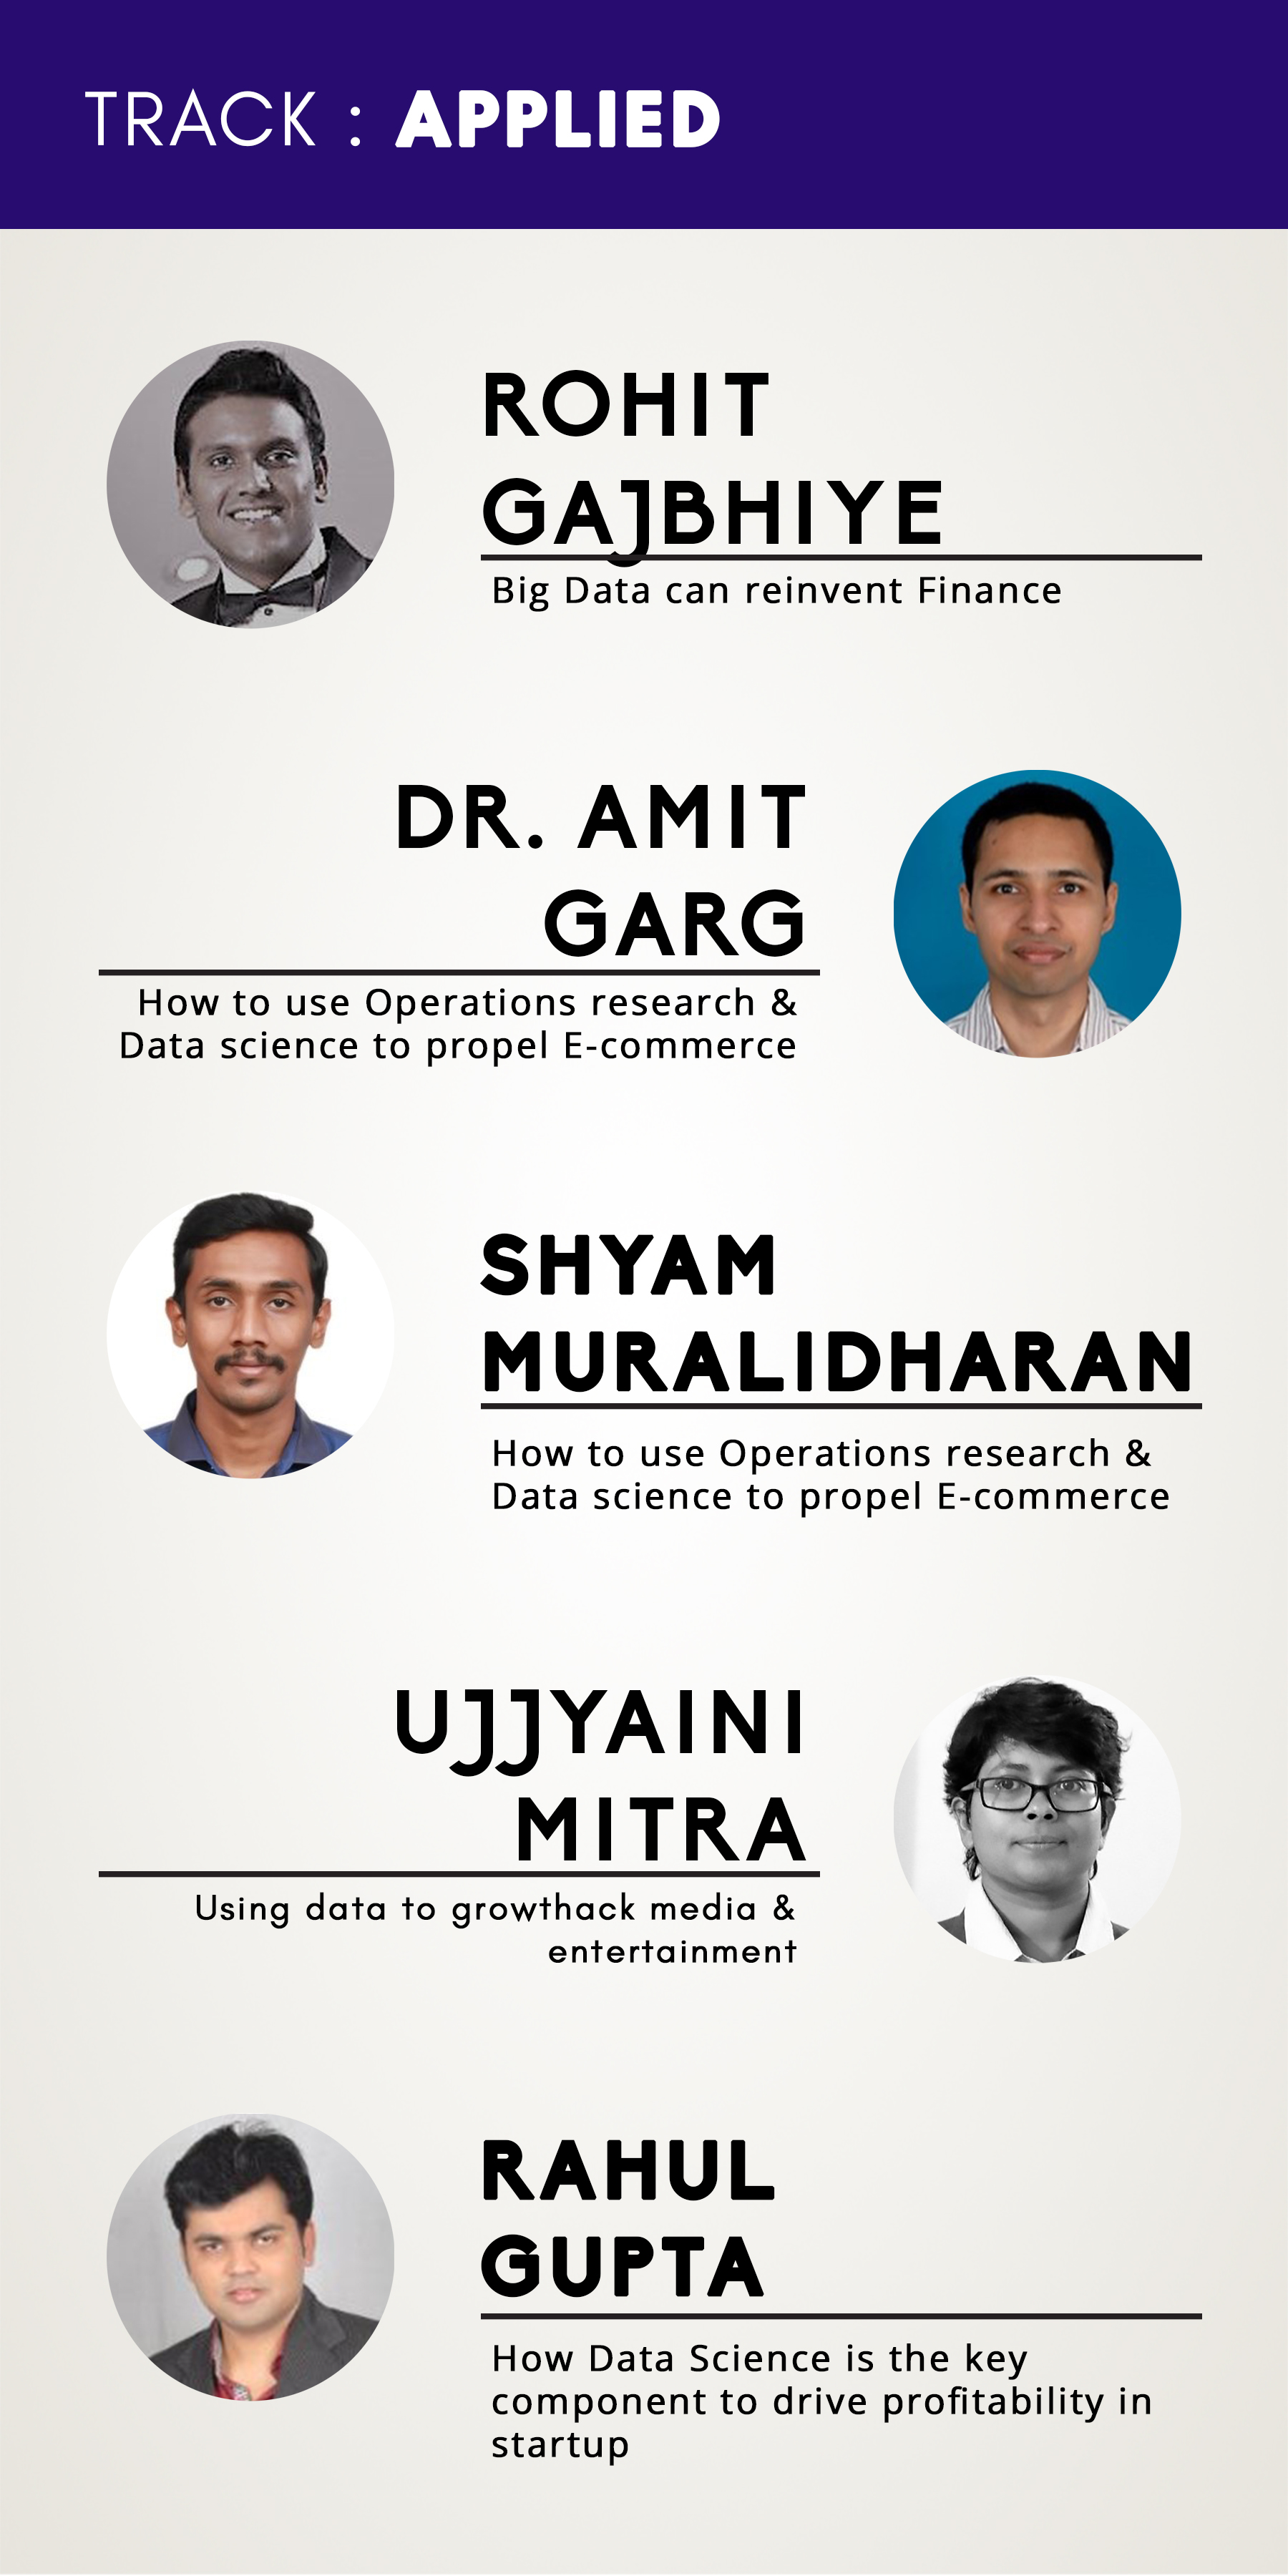 TRACK : APPLIED
ROHIT
GAJBHIYE
Big Data can reinvent Finance
DR. AMIT
GARG
How to use Operations research &
Data science to propel E-commerce
SHYAM
MURALIDHARAN
How to use Operations research &
Data science to propel E-commerce
UJJYAINI
MITRA
Using data to growthack media &
entertainment
RAHUL
GUPTA
How Data Science is the key
component to drive profitability in
startup